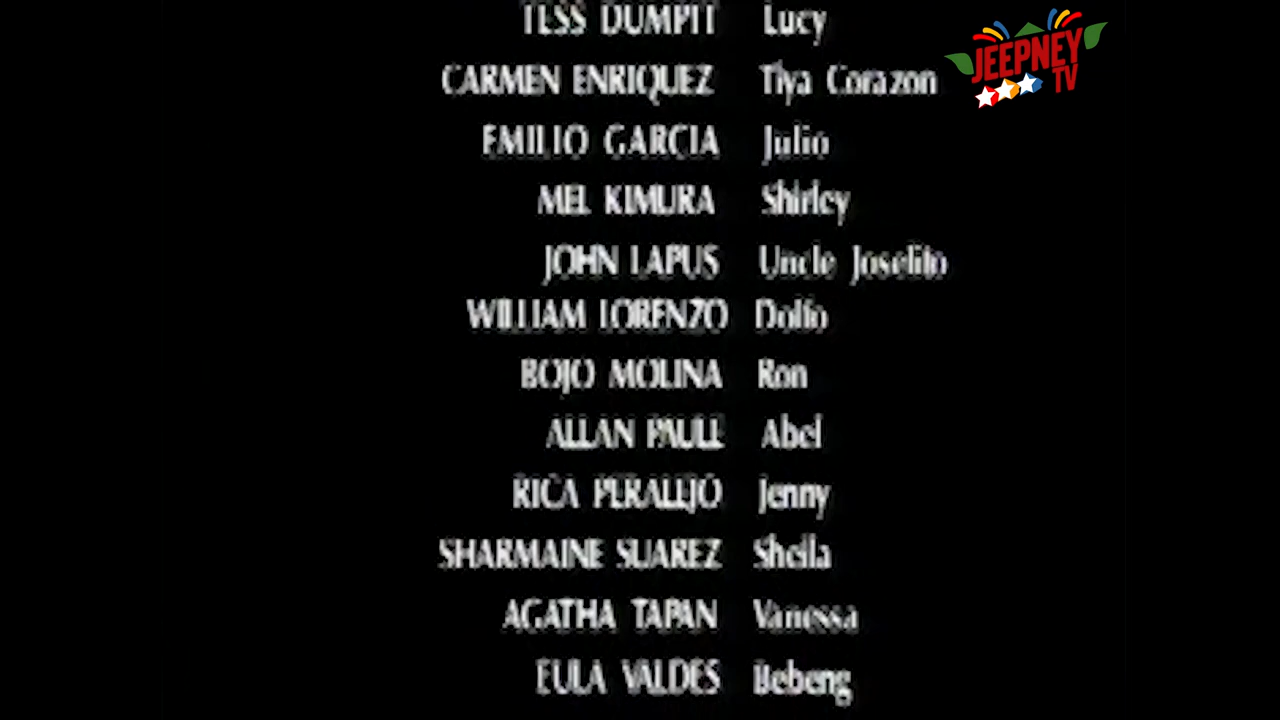 TESS DUMPIT Lucy
CARMEN ENRIQUEZ Tiya Corazon
EMILIO GARCIA Julio
MEL KIMURA Shirley
JOHN LAPUS Uncle Joselito
WILLIAM LORENZO Dolfo
BOJO MOLINA Ron
ALLAN PAULE Abel
RICA PERALEJO Jenny
SHARMAINE SUAREZ Sheila
AGATHA TAPAN Vanessa
EULA VALDES Bebeng
JEEPNEY
TV